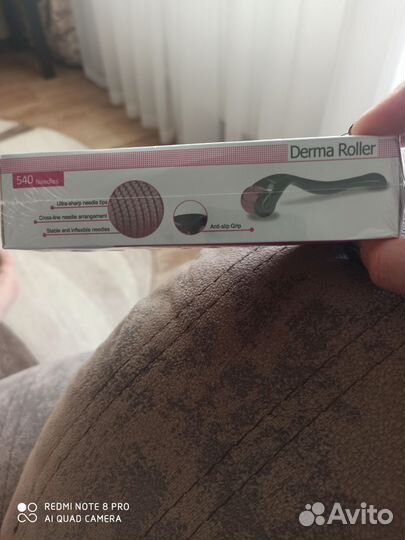 Derma Roller
540 Needles
Ultra-sharp needle tips
Cross-line needle arrangement
Stable and inflexible needles
Anti-slip Grip
REDMI NOTE 8 PRO
AI QUAD CAMERA
Avito